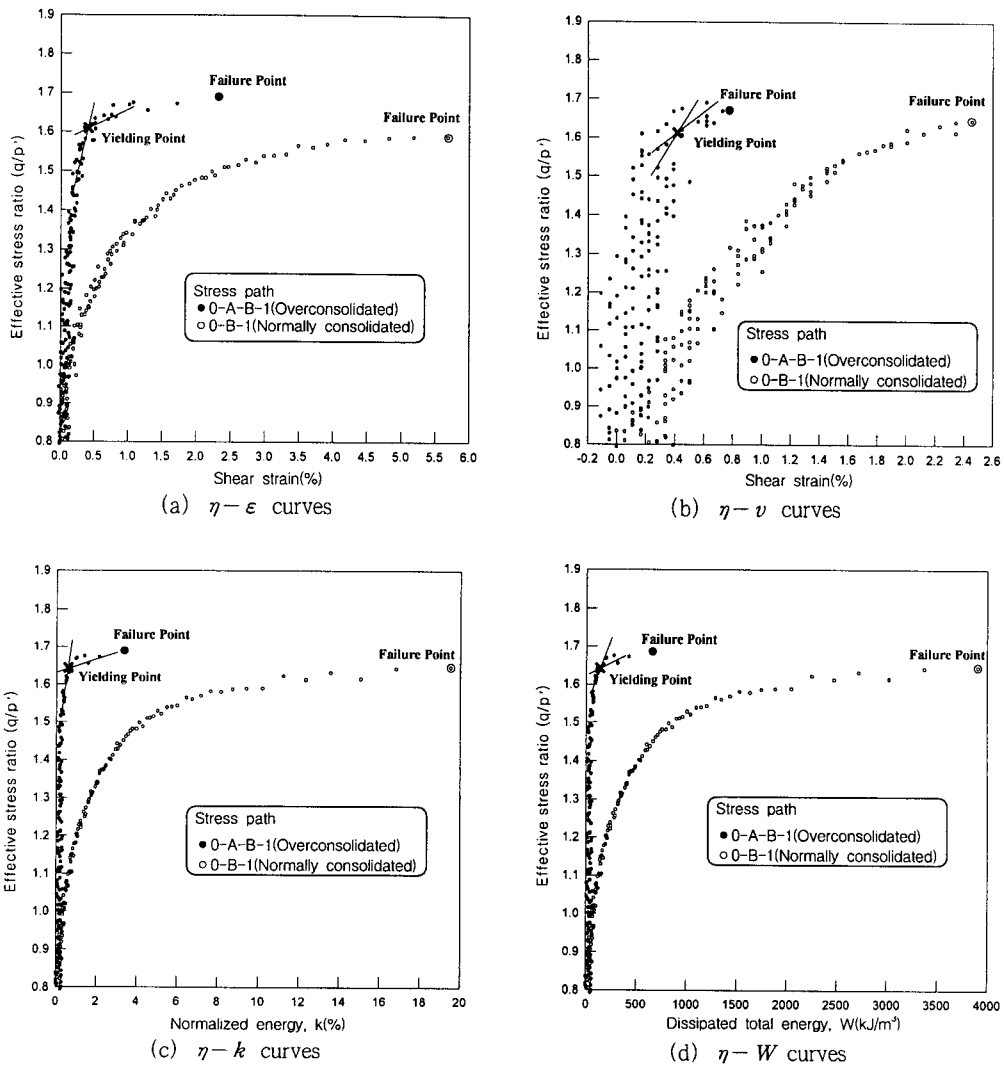 1.9
1.8
1.7
1.6
1.5
1.4
1.3
1.2
1.1
1.0
0.9
0.8
Effective stress ratio (q/p')
Failure Point
Yielding Point
Failure Point
Stress path
0-A-B-1(Overconsolidated)
0-B-1(Normally consolidated)
0.0 0.5 1.0 1.5 2.0 2.5 3.0 3.5 4.0 4.5 5.0 5.5 6.0
Shear strain(%)
(a) η-ε curves
1.9
1.8
1.7
1.6
1.5
1.4
1.3
1.2
1.1
1.0
0.9
0.8
Effective stress ratio (q/p')
Failure Point
Failure Point
Yielding Point
Stress path
0-A-B-1(Overconsolidated)
0-B-1(Normally consolidated)
-0.2 0.0 0.2 0.4 0.6 0.8 1.0 1.2 1.4 1.6 1.8 2.0 2.2 2.4 2.6
Shear strain(%)
(b) η-ν curves
1.9
1.8
1.7
1.6
1.5
1.4
1.3
1.2
1.1
1.0
0.9
0.8
Effective stress ratio (q/p')
Failure Point
Failure Point
Yielding Point
Stress path
0-A-B-1(Overconsolidated)
0-B-1(Normally consolidated)
0 2 4 6 8 10 12 14 16 18 20
Normalized energy, k(%)
(c) η-k curves
1.9
1.8
1.7
1.6
1.5
1.4
1.3
1.2
1.1
1.0
0.9
0.8
Effective stress ratio (q/p')
Failure Point
Failure Point
Yielding Point
Stress path
0-A-B-1(Overconsolidated)
0-B-1(Normally consolidated)
0 500 1000 1500 2000 2500 3000 3500 4000
Dissipated total energy, W(kJ/m³)
(d) η-W curves